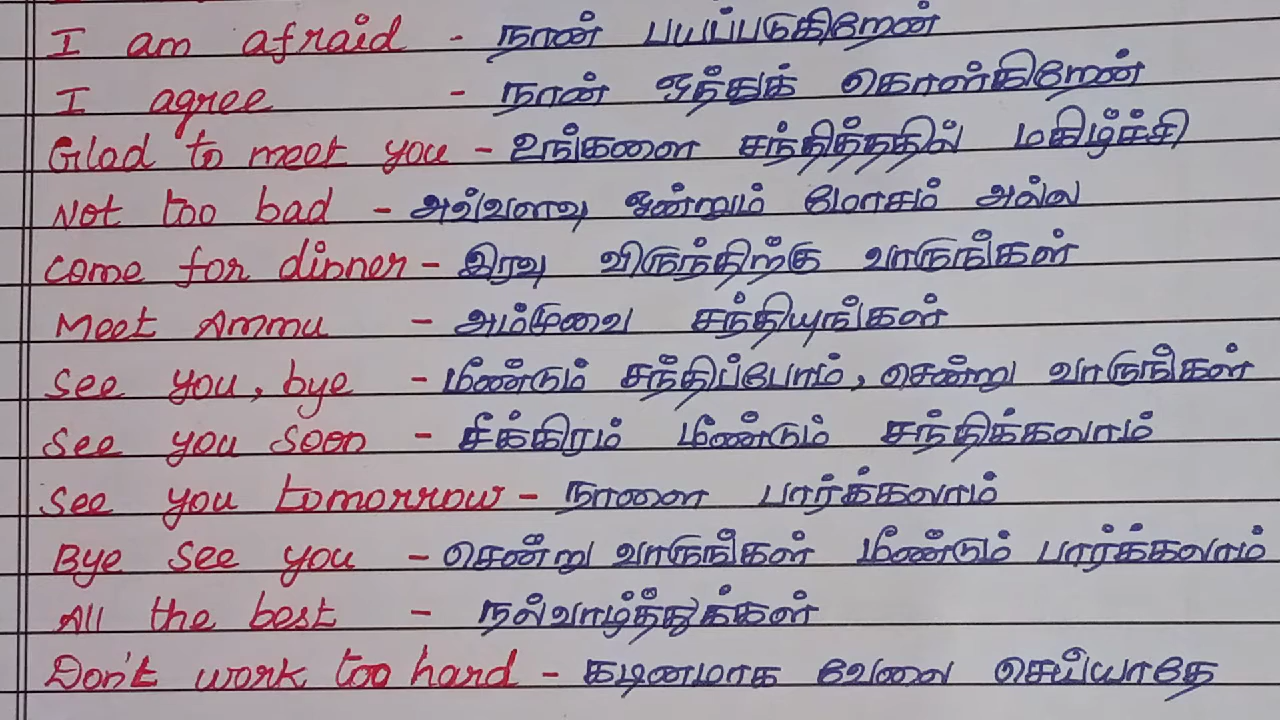 I am afraid - நான் பயப்படுகிறேன்
I agree - நான் ஒத்துக் கொள்கிறேன்
Glad to meet you - உங்களை சந்தித்ததில் மகிழ்ச்சி
Not too bad - அவ்வளவு ஒன்றும் மோசம் அல்ல
come for dinner - இரவு விருந்திற்கு வாருங்கள்
Meet Ammu - அம்முவை சந்தியுங்கள்
See you, bye - மீண்டும் சந்திப்போம், சென்று வாருங்கள்
See you soon - சீக்கிரம் மீண்டும் சந்திக்கலாம்
See you tomorrow - நாளை பார்க்கலாம்
Bye see you - சென்று வாருங்கள் மீண்டும் பார்க்கலாம்
All the best - நல்வாழ்த்துக்கள்
Don't work too hard - கடினமாக வேலை செய்யாதே